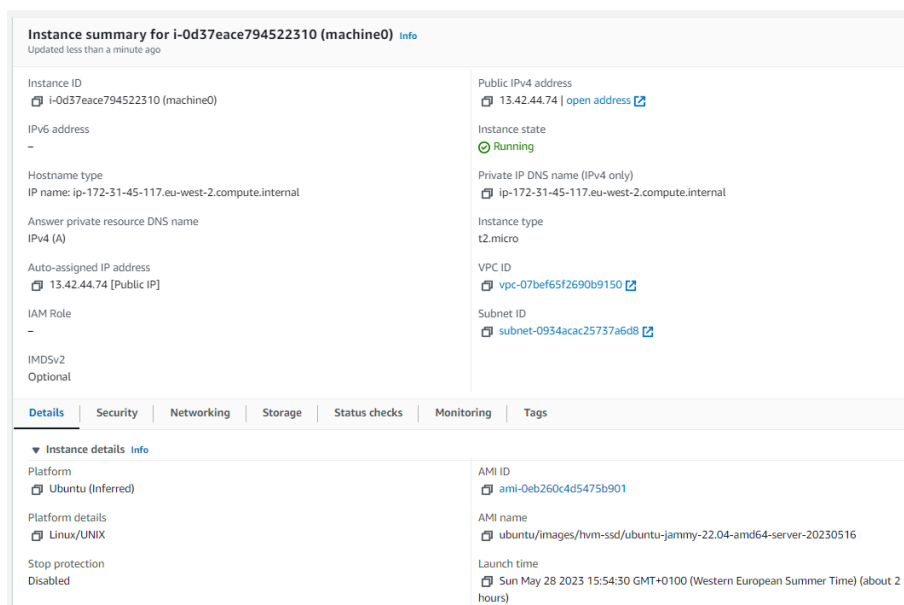 Instance summary for i-0d37eace794522310 (machine0) Info
Updated less than a minute ago
Instance ID
i-0d37eace794522310 (machine0)
Public IPv4 address
13.42.44.74 | open address
IPv6 address
–
Instance state
Running
Hostname type
IP name: ip-172-31-45-117.eu-west-2.compute.internal
Private IP DNS name (IPv4 only)
ip-172-31-45-117.eu-west-2.compute.internal
Answer private resource DNS name
IPv4 (A)
Instance type
t2.micro
Auto-assigned IP address
13.42.44.74 [Public IP]
VPC ID
vpc-07bef65f2690b9150
IAM Role
–
Subnet ID
subnet-0934acac25737a6d8
IMDSv2
Optional
Details Security Networking Storage Status checks Monitoring Tags
Instance details Info
Platform
Ubuntu (Inferred)
AMI ID
ami-0eb260c4d5475b901
Platform details
Linux/UNIX
AMI name
ubuntu/images/hvm-ssd/ubuntu-jammy-22.04-amd64-server-20230516
Stop protection
Disabled
Launch time
Sun May 28 2023 15:54:30 GMT+0100 (Western European Summer Time) (about 2
hours)